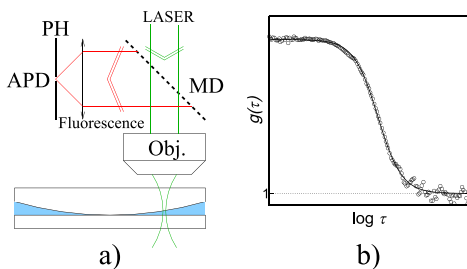 PH
LASER
APD
MD
Fluorescence
Obj.
a)
g(τ)
1
log τ
b)